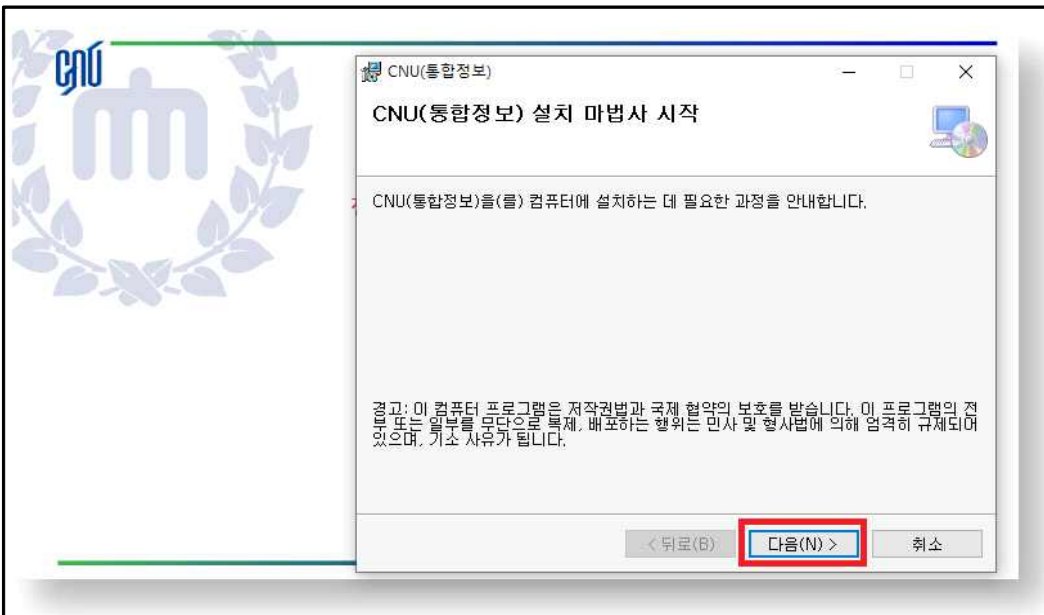 CNU
CNU(통합정보)
CNU(통합정보) 설치 마법사 시작
CNU(통합정보)을(를) 컴퓨터에 설치하는 데 필요한 과정을 안내합니다.
경고: 이 컴퓨터 프로그램은 저작권법과 국제 협약의 보호를 받습니다. 이 프로그램의 전
부 또는 일부를 무단으로 복제, 배포하는 행위는 민사 및 형사법에 의해 엄격히 규제되어
있으며, 기소 사유가 됩니다.
< 뒤로(B)
다음(N) >
취소